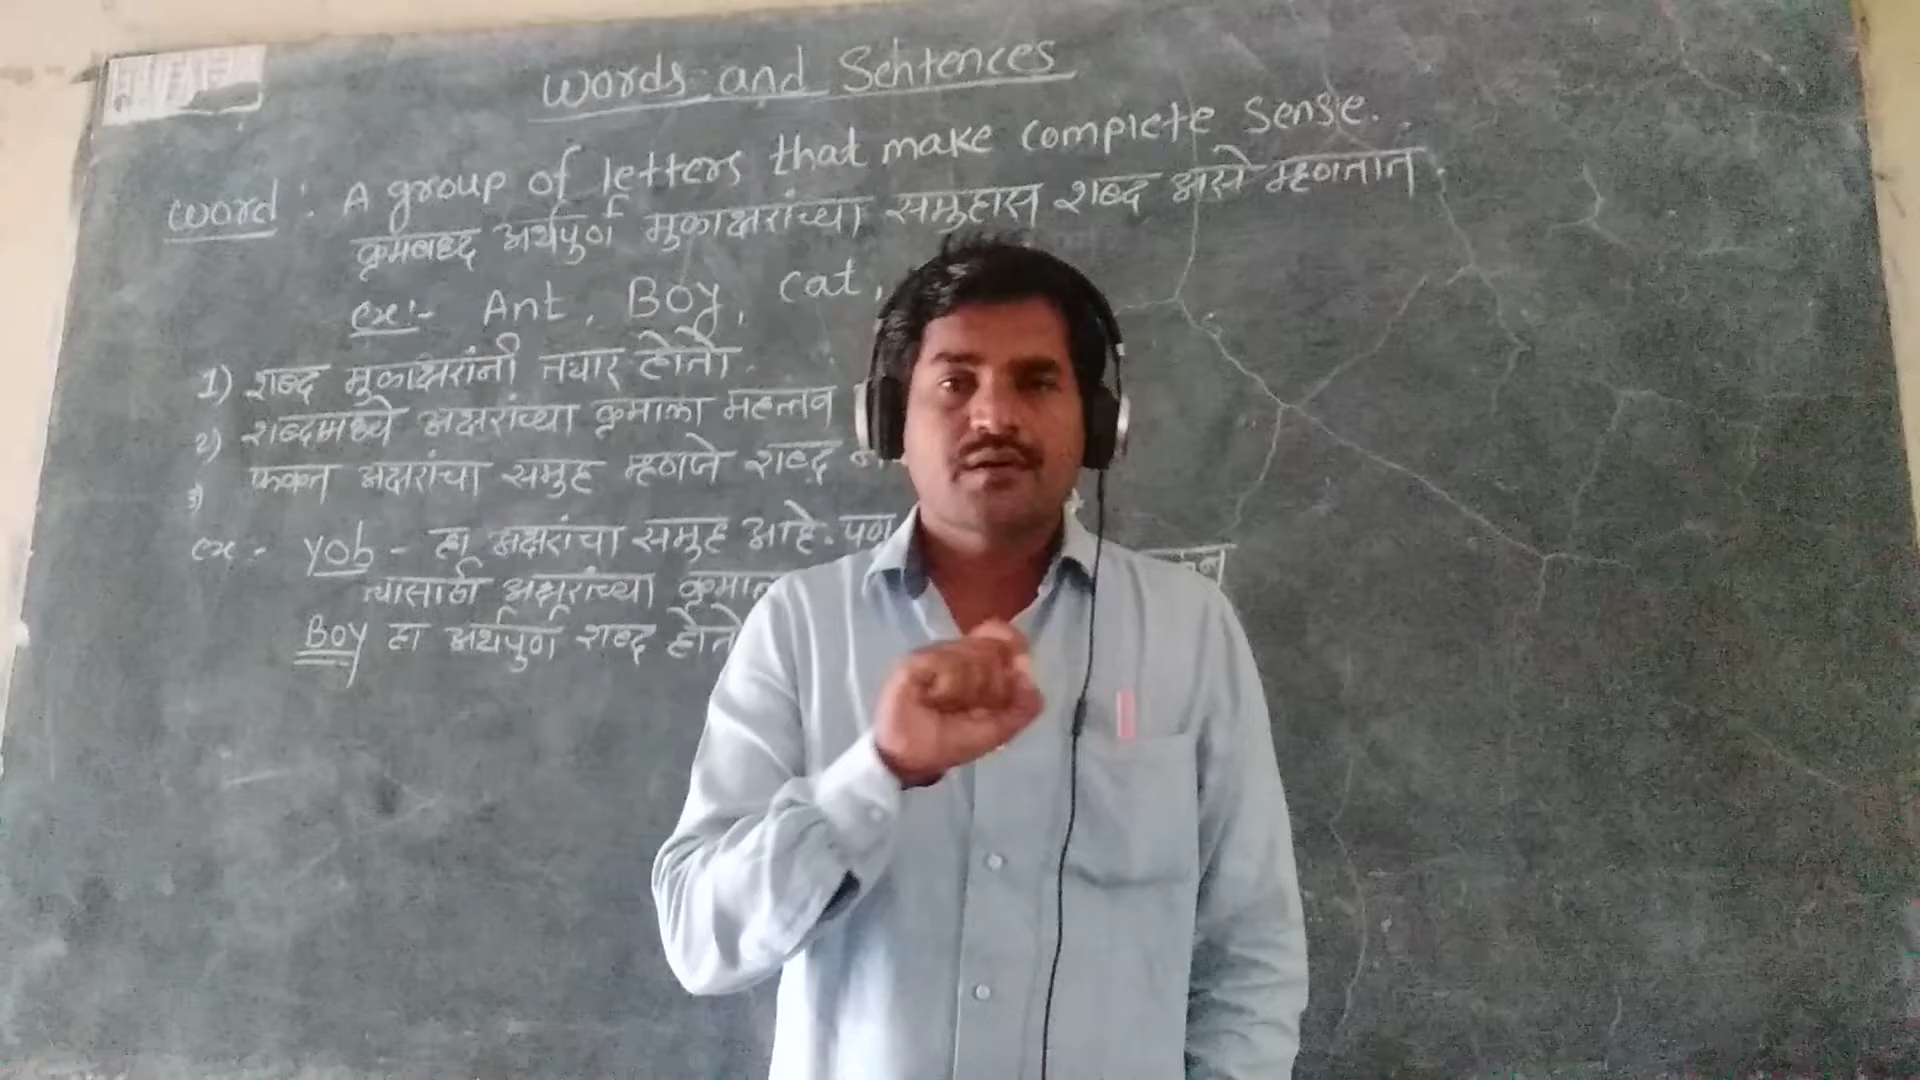 Words and Sentences
word : A group of letters that make complete sense.
क्रमबध्द अर्थपुर्ण मुळाक्षरांच्या समुहास शब्द असे म्हणतात.
ex:- Ant, Boy, cat,
1) शब्द मूळाक्षरांनी तयार होतो.
2) शब्दामध्ये अक्षरांच्या क्रमाला महत्त्व
3) फक्त अक्षरांचा समुह म्हणजे शब्द
ex:- Yob - हा अक्षरांचा समुह आहे. पण
त्यासाठी अक्षरांच्या
Boy हा अर्थपुर्ण शब्द